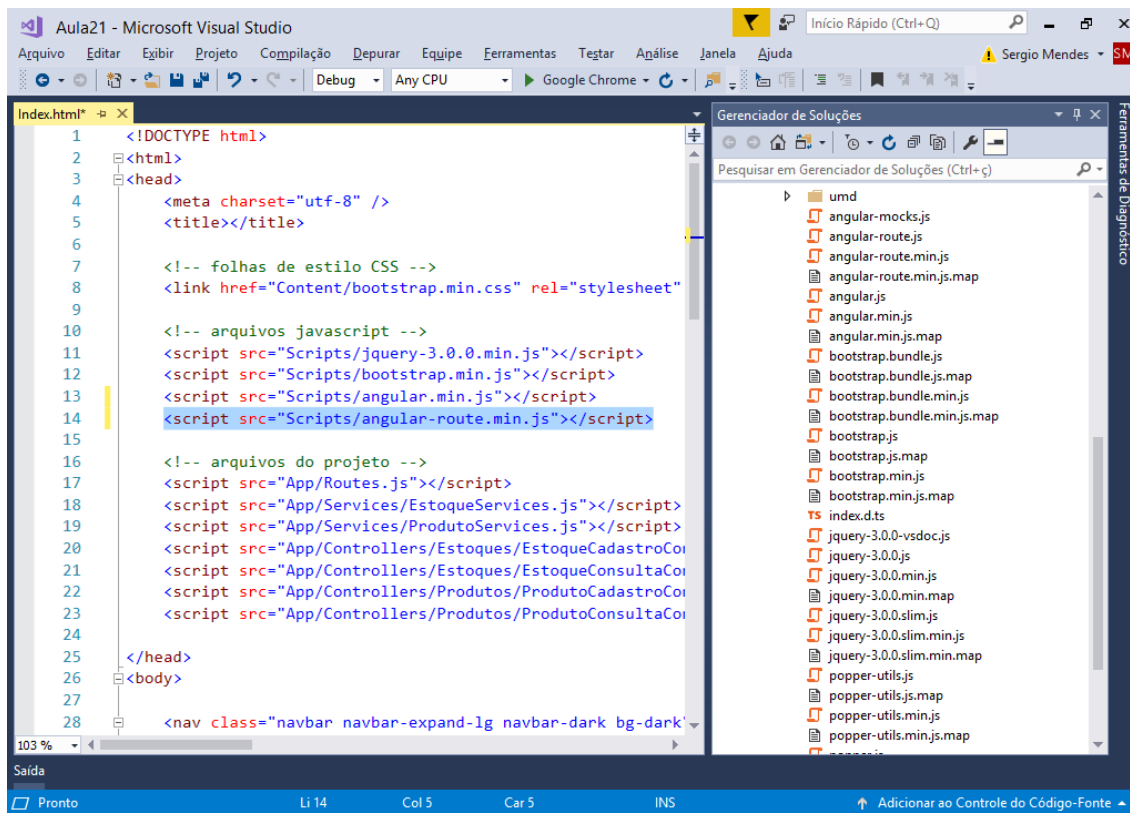 Aula21 - Microsoft Visual Studio
Início Rápido (Ctrl+Q)
Arquivo Editar Exibir Projeto Compilação Depurar Equipe Ferramentas Testar Análise Janela Ajuda
Sergio Mendes SM
Debug Any CPU Google Chrome
Index.html*
1 <!DOCTYPE html>
2 <html>
3 <head>
4 <meta charset="utf-8" />
5 <title></title>
6
7 <!-- folhas de estilo CSS -->
8 <link href="Content/bootstrap.min.css" rel="stylesheet"
9
10 <!-- arquivos javascript -->
11 <script src="Scripts/jquery-3.0.0.min.js"></script>
12 <script src="Scripts/bootstrap.min.js"></script>
13 <script src="Scripts/angular.min.js"></script>
14 <script src="Scripts/angular-route.min.js"></script>
15
16 <!-- arquivos do projeto -->
17 <script src="App/Routes.js"></script>
18 <script src="App/Services/EstoqueServices.js"></script>
19 <script src="App/Services/ProdutoServices.js"></script>
20 <script src="App/Controllers/Estoques/EstoqueCadastroCo
21 <script src="App/Controllers/Estoques/EstoqueConsultaCo
22 <script src="App/Controllers/Produtos/ProdutoCadastroCo
23 <script src="App/Controllers/Produtos/ProdutoConsultaCo
24
25 </head>
26 <body>
27
28 <nav class="navbar navbar-expand-lg navbar-dark bg-dark"
103 %
Gerenciador de Soluções
Pesquisar em Gerenciador de Soluções (Ctrl+ç)
umd
angular-mocks.js
angular-route.js
angular-route.min.js
angular-route.min.js.map
angular.js
angular.min.js
angular.min.js.map
bootstrap.bundle.js
bootstrap.bundle.js.map
bootstrap.bundle.min.js
bootstrap.bundle.min.js.map
bootstrap.js
bootstrap.js.map
bootstrap.min.js
bootstrap.min.js.map
TS index.d.ts
jquery-3.0.0-vsdoc.js
jquery-3.0.0.js
jquery-3.0.0.min.js
jquery-3.0.0.min.map
jquery-3.0.0.slim.js
jquery-3.0.0.slim.min.js
jquery-3.0.0.slim.min.map
popper-utils.js
popper-utils.js.map
popper-utils.min.js
popper-utils.min.js.map
Ferramentas de Diagnóstico
Saída
Pronto Li 14 Col 5 Car 5 INS Adicionar ao Controle do Código-Fonte